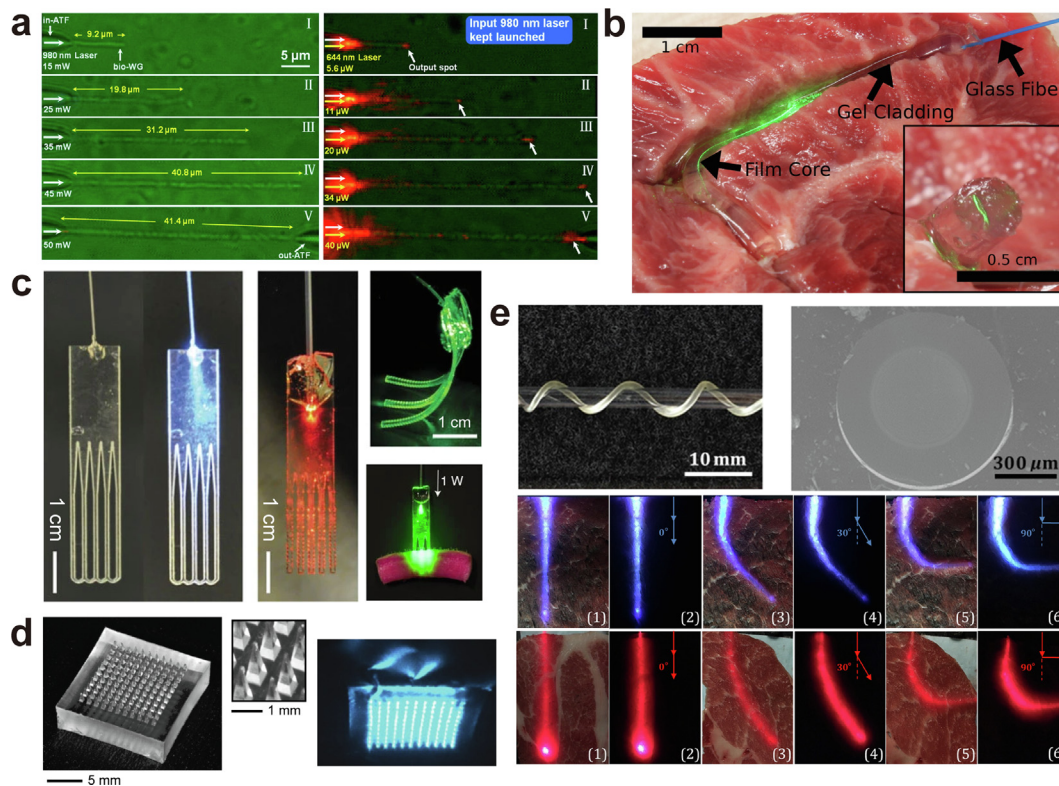 a
in-ATF
9.2 µm
980 nm Laser
15 mW
bio-WG
5 µm
I
19.8 µm
25 mW
II
31.2 µm
35 mW
III
40.8 µm
45 mW
IV
41.4 µm
50 mW
out-ATF
V
Input 980 nm laser
kept launched
I
644 nm Laser
5.6 µW
Output spot
II
11 µW
III
20 µW
IV
34 µW
V
40 µW
b
1 cm
Glass Fiber
Gel Cladding
Film Core
0.5 cm
c
1 cm
1 cm
1 cm
1 W
d
5 mm
1 mm
e
10 mm
300 µm
0°
30°
90°
(1)
(2)
(3)
(4)
(5)
(6
0°
30°
90°
(1)
(2)
(3)
(4)
(5)
(6